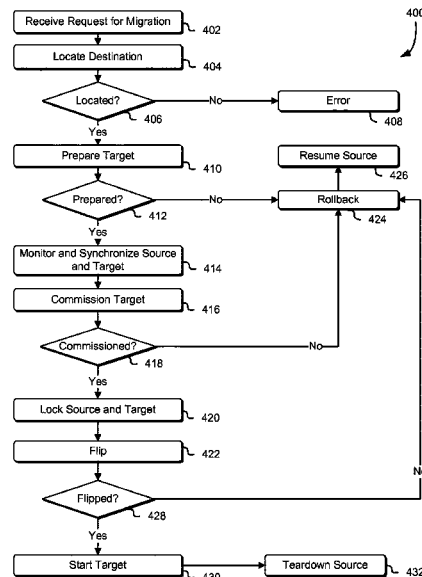 400
Receive Request for Migration
402
Locate Destination
404
Located?
406
No
Error
408
Yes
Prepare Target
410
Resume Source
426
Prepared?
412
No
Rollback
424
Yes
Monitor and Synchronize Source
and Target
414
Commission Target
416
Commissioned?
418
No
Yes
Lock Source and Target
420
Flip
422
No
Flipped?
428
Yes
Start Target
430
Teardown Source
432